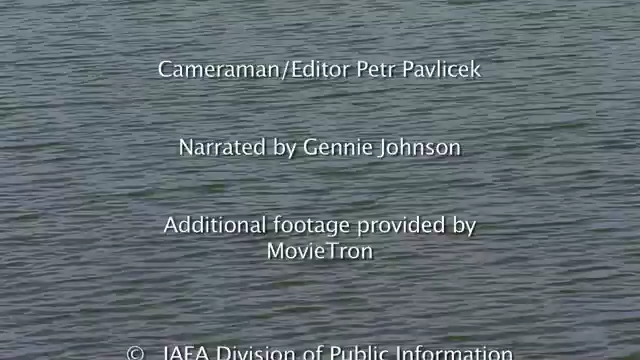 Cameraman/Editor Petr Pavlicek
Narrated by Gennie Johnson
Additional footage provided by
MovieTron
© IAEA Division of Public Information